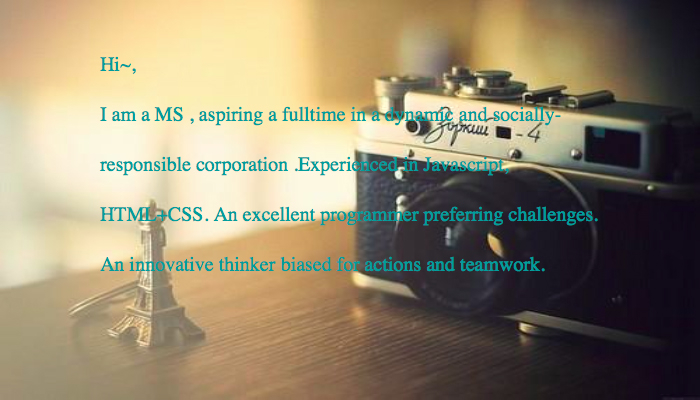 Hi~,
I am a MS , aspiring a fulltime in a dynamic and socially-
Зоркий - 4
responsible corporation .Experienced in Javascript,
HTML+CSS. An excellent programmer preferring challenges.
An innovative thinker biased for actions and teamwork.